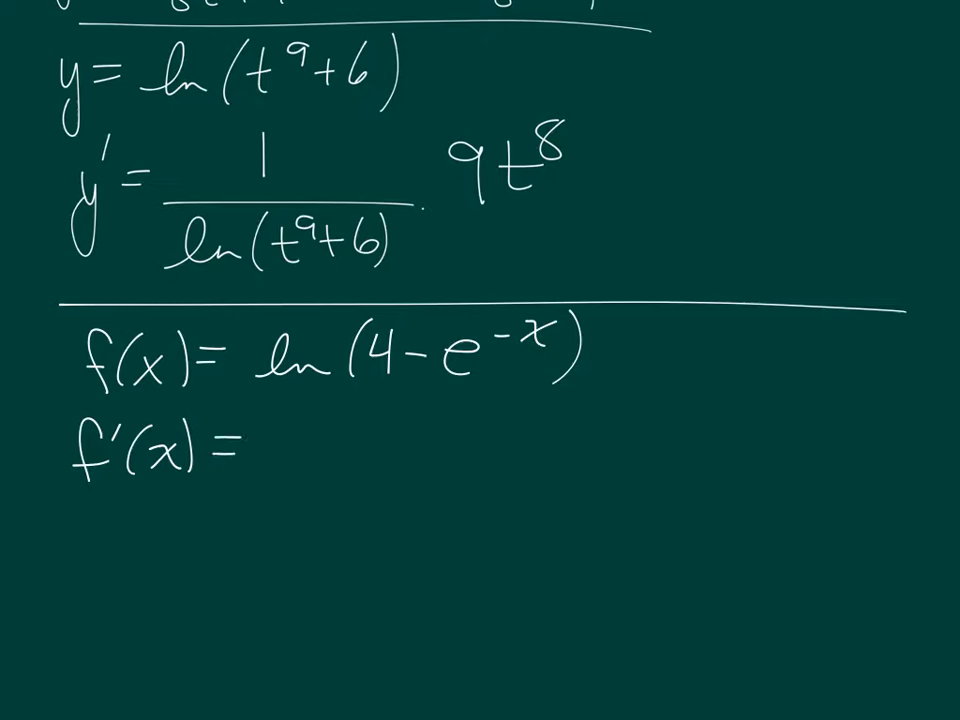 y = ln(t⁹+6)
y' = 1/ln(t⁹+6) · 9t⁸
f(x) = ln(4-e⁻ˣ)
f'(x) =